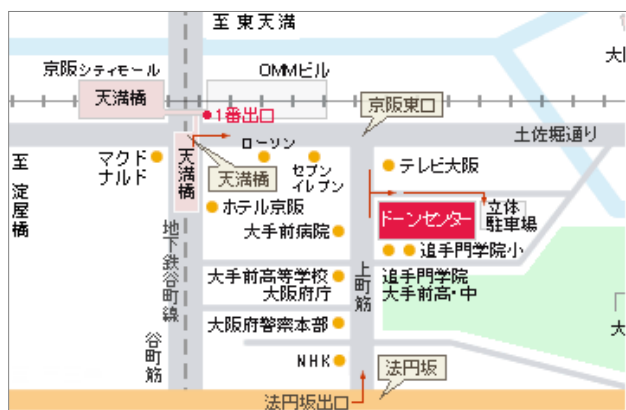 至 東天満
京阪シティモール
OMMビル
大
天満橋
1番出口
京阪東口
土佐堀通り
至 淀屋橋
マクド
ナルド
天満橋
ローソン
天満橋
セブン
イレブン
テレビ大阪
ホテル京阪
ドーンセンター
立体
駐車場
大手前病院
追手門学院小
地下鉄谷町線
大手前高等学校
大阪府庁
上町筋
追手門学院
大手前高・中
大阪府警察本部
大
谷町筋
NHK
法円坂
法円坂出口